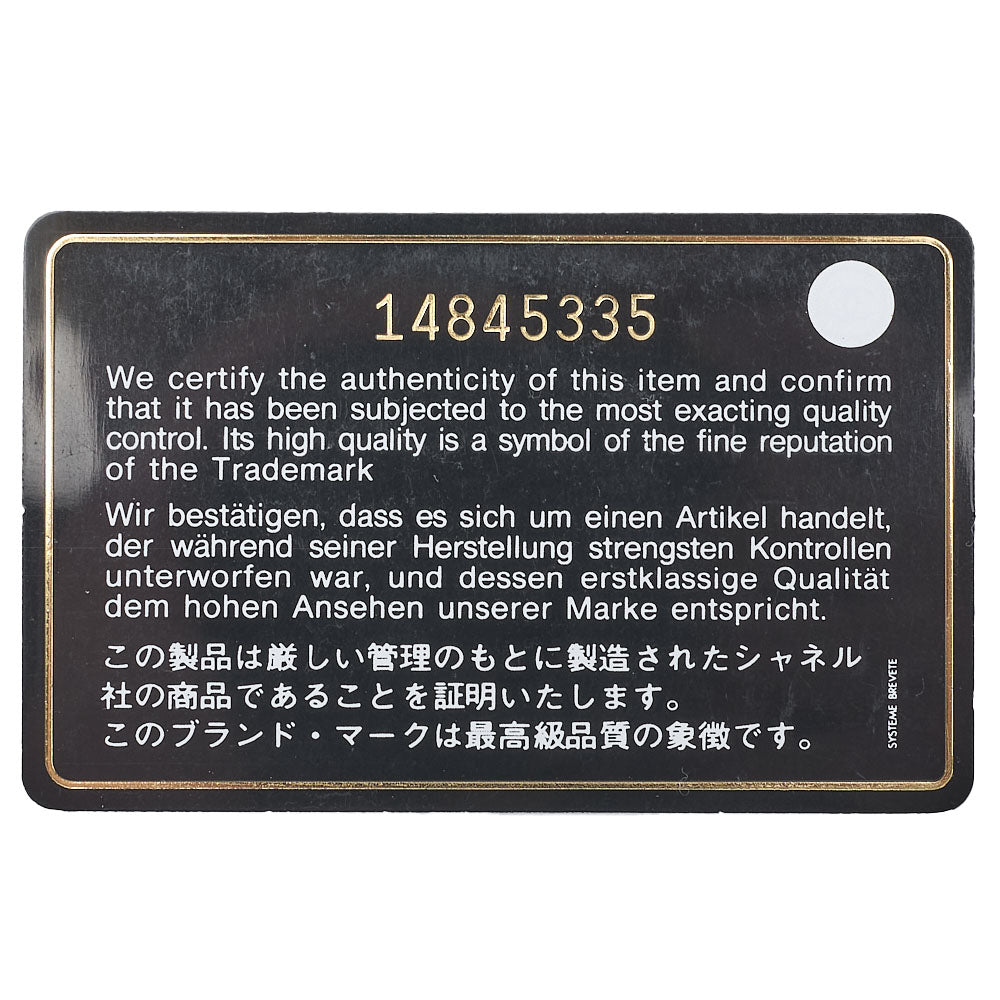 14845335
We certify the authenticity of this item and confirm
that it has been subjected to the most exacting quality
control. Its high quality is a symbol of the fine reputation
of the Trademark
Wir bestätigen, dass es sich um einen Artikel handelt,
der während seiner Herstellung strengsten Kontrollen
unterworfen war, und dessen erstklassige Qualität
dem hohen Ansehen unserer Marke entspricht.
この製品は厳しい管理のもとに製造されたシャネル
社の商品であることを証明いたします。
このブランド・マークは最高級品質の象徴です。
SYSTEME BREVETE